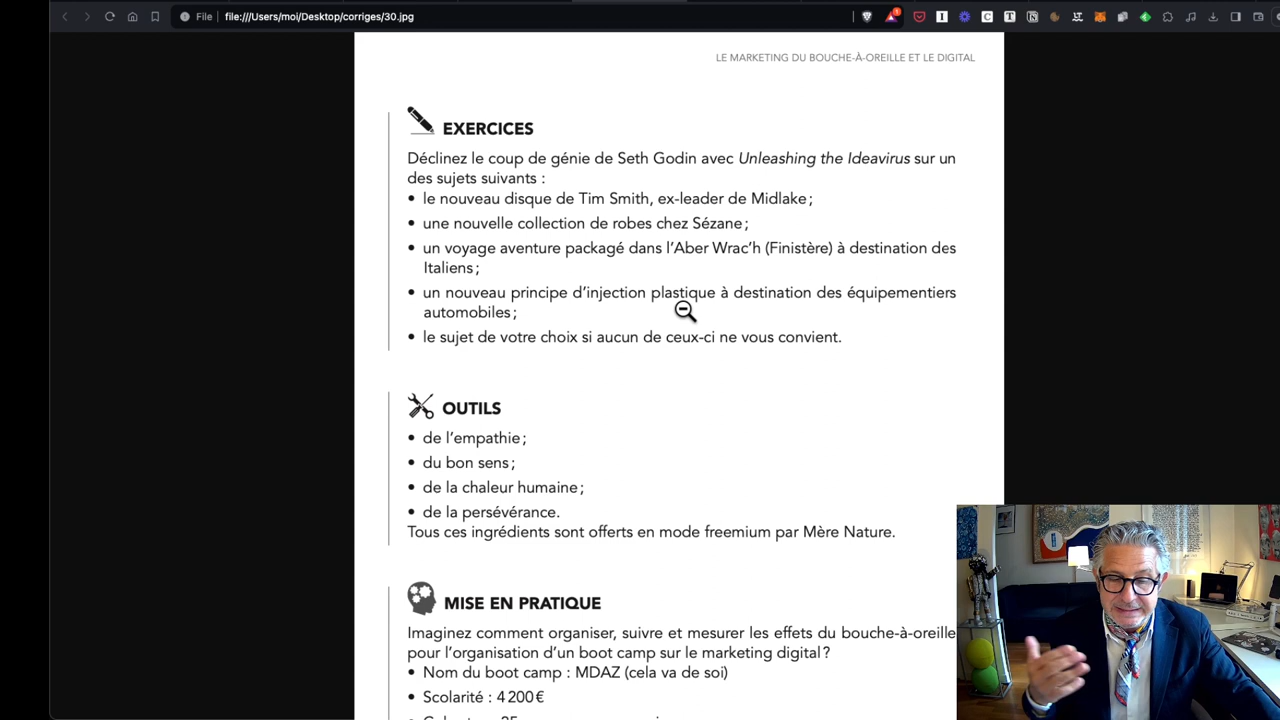 File file:///Users/moi/Desktop/corriges/30.jpg
LE MARKETING DU BOUCHE-À-OREILLE ET LE DIGITAL
EXERCICES
Déclinez le coup de génie de Seth Godin avec Unleashing the Ideavirus sur un
des sujets suivants :
• le nouveau disque de Tim Smith, ex-leader de Midlake ;
• une nouvelle collection de robes chez Sézane ;
• un voyage aventure packagé dans l'Aber Wrac'h (Finistère) à destination des
Italiens ;
• un nouveau principe d'injection plastique à destination des équipementiers
automobiles ;
• le sujet de votre choix si aucun de ceux-ci ne vous convient.
OUTILS
• de l'empathie ;
• du bon sens ;
• de la chaleur humaine ;
• de la persévérance.
Tous ces ingrédients sont offerts en mode freemium par Mère Nature.
MISE EN PRATIQUE
Imaginez comment organiser, suivre et mesurer les effets du bouche-à-oreille
pour l'organisation d'un boot camp sur le marketing digital ?
• Nom du boot camp : MDAZ (cela va de soi)
• Scolarité : 4 200 €